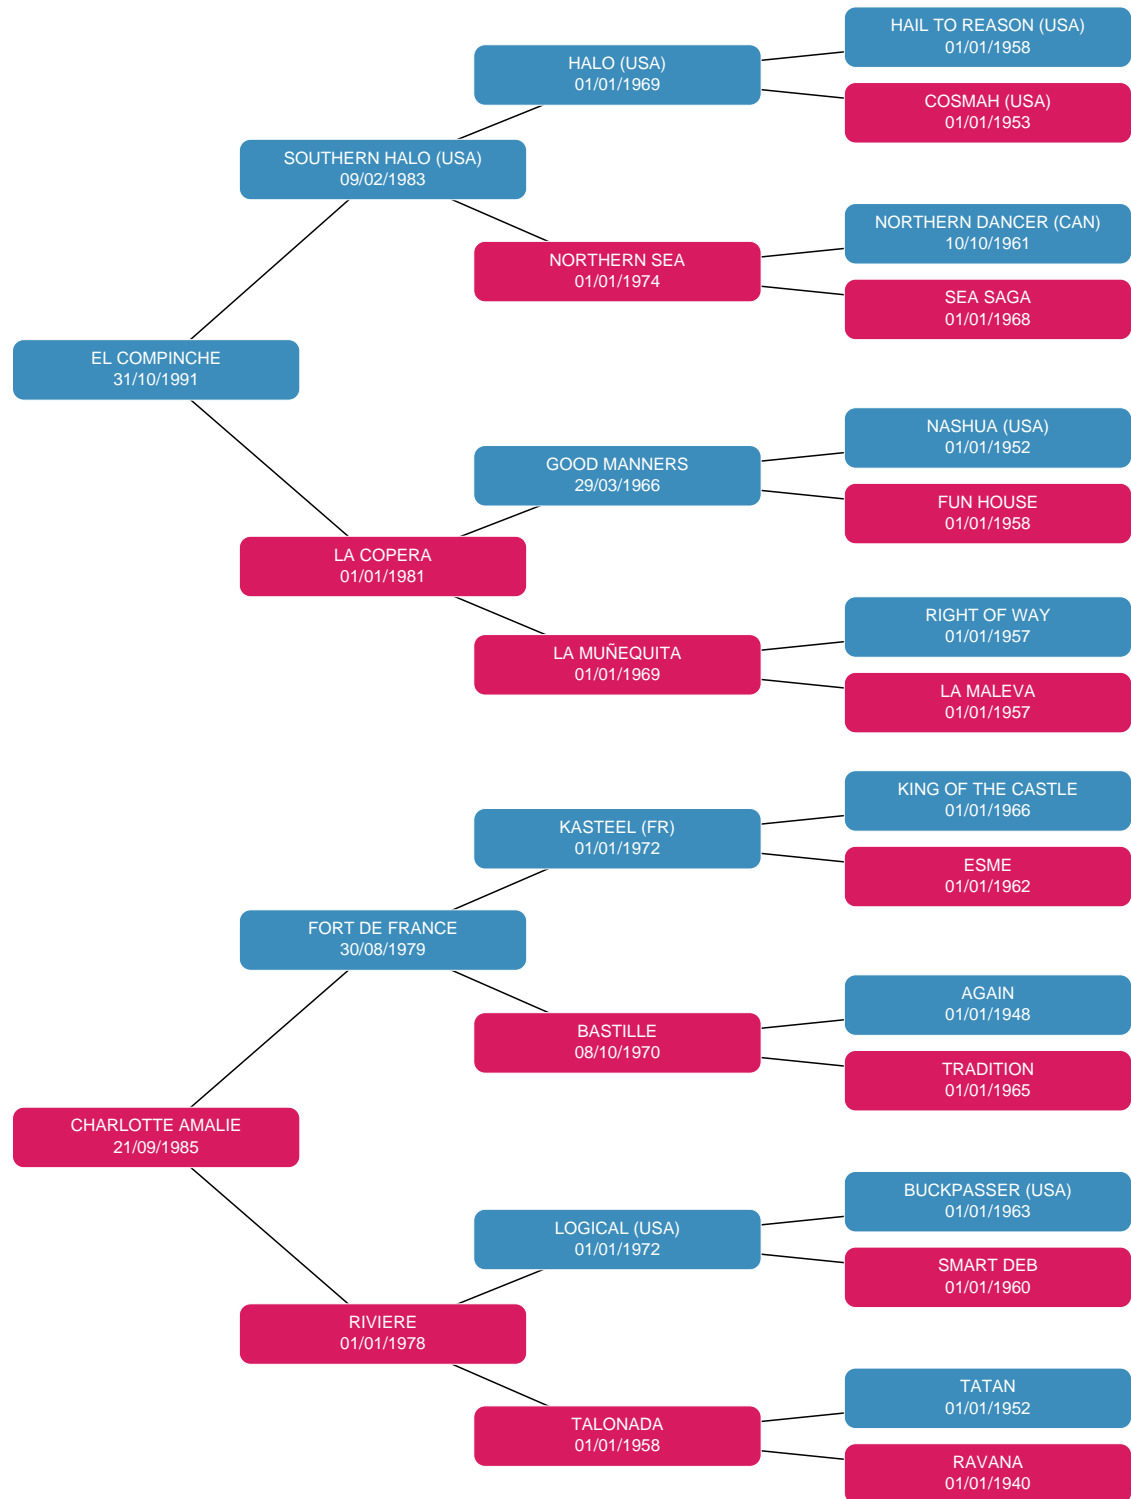 HAIL TO REASON (USA)
01/01/1958
HALO (USA)
01/01/1969
COSMAH (USA)
01/01/1953
SOUTHERN HALO (USA)
09/02/1983
NORTHERN DANCER (CAN)
10/10/1961
NORTHERN SEA
01/01/1974
SEA SAGA
01/01/1968
EL COMPINCHE
31/10/1991
NASHUA (USA)
01/01/1952
GOOD MANNERS
29/03/1966
FUN HOUSE
01/01/1958
LA COPERA
01/01/1981
RIGHT OF WAY
01/01/1957
LA MUÑEQUITA
01/01/1969
LA MALEVA
01/01/1957
KING OF THE CASTLE
01/01/1966
KASTEEL (FR)
01/01/1972
ESME
01/01/1962
FORT DE FRANCE
30/08/1979
AGAIN
01/01/1948
BASTILLE
08/10/1970
TRADITION
01/01/1965
CHARLOTTE AMALIE
21/09/1985
BUCKPASSER (USA)
01/01/1963
LOGICAL (USA)
01/01/1972
SMART DEB
01/01/1960
RIVIERE
01/01/1978
TATAN
01/01/1952
TALONADA
01/01/1958
RAVANA
01/01/1940